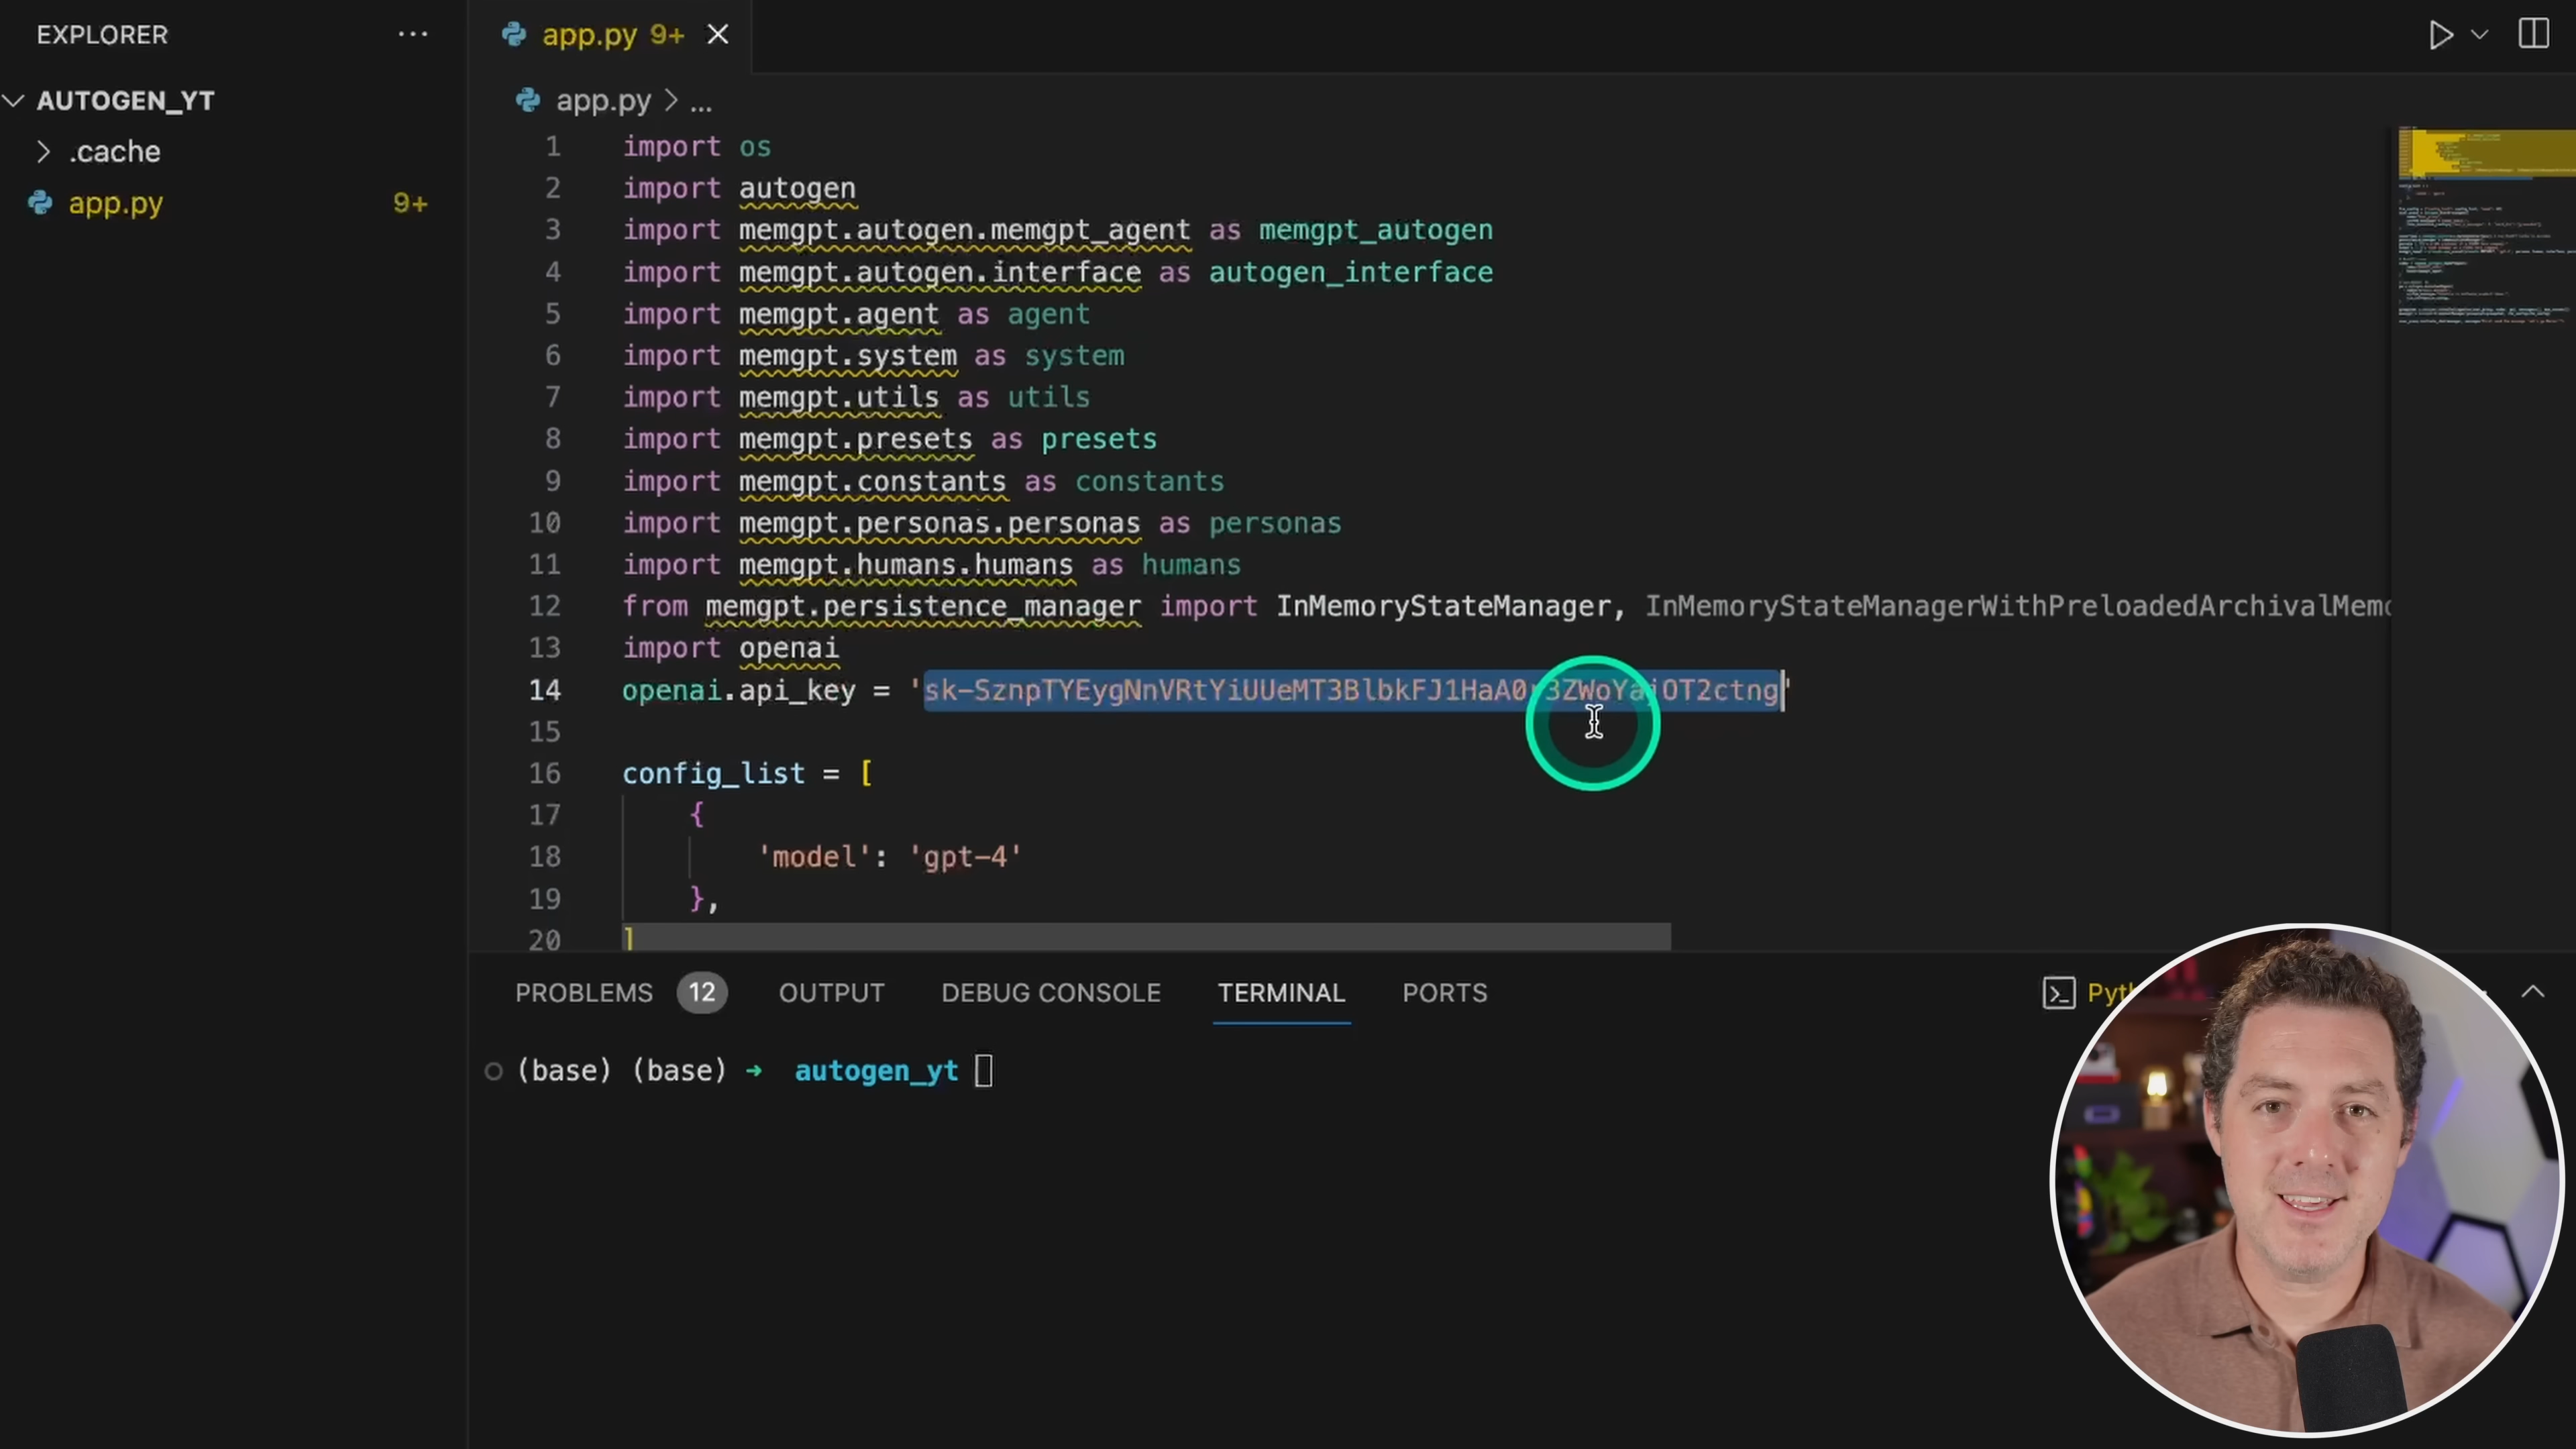 EXPLORER ...
app.py 9+
AUTOGEN_YT
.cache
app.py 9+
app.py > ...
1 import os
2 import autogen
3 import memgpt.autogen.memgpt_agent as memgpt_autogen
4 import memgpt.autogen.interface as autogen_interface
5 import memgpt.agent as agent
6 import memgpt.system as system
7 import memgpt.utils as utils
8 import memgpt.presets as presets
9 import memgpt.constants as constants
10 import memgpt.personas.personas as personas
11 import memgpt.humans.humans as humans
12 from memgpt.persistence_manager import InMemoryStateManager,
13 import openai
14 openai.api_key =
15
16 config_list = [
17 {
18 'model': 'gpt-4'
19 },
20 ]
PROBLEMS 12 OUTPUT DEBUG CONSOLE TERMINAL PORTS
(base) (base) ➜ autogen_yt